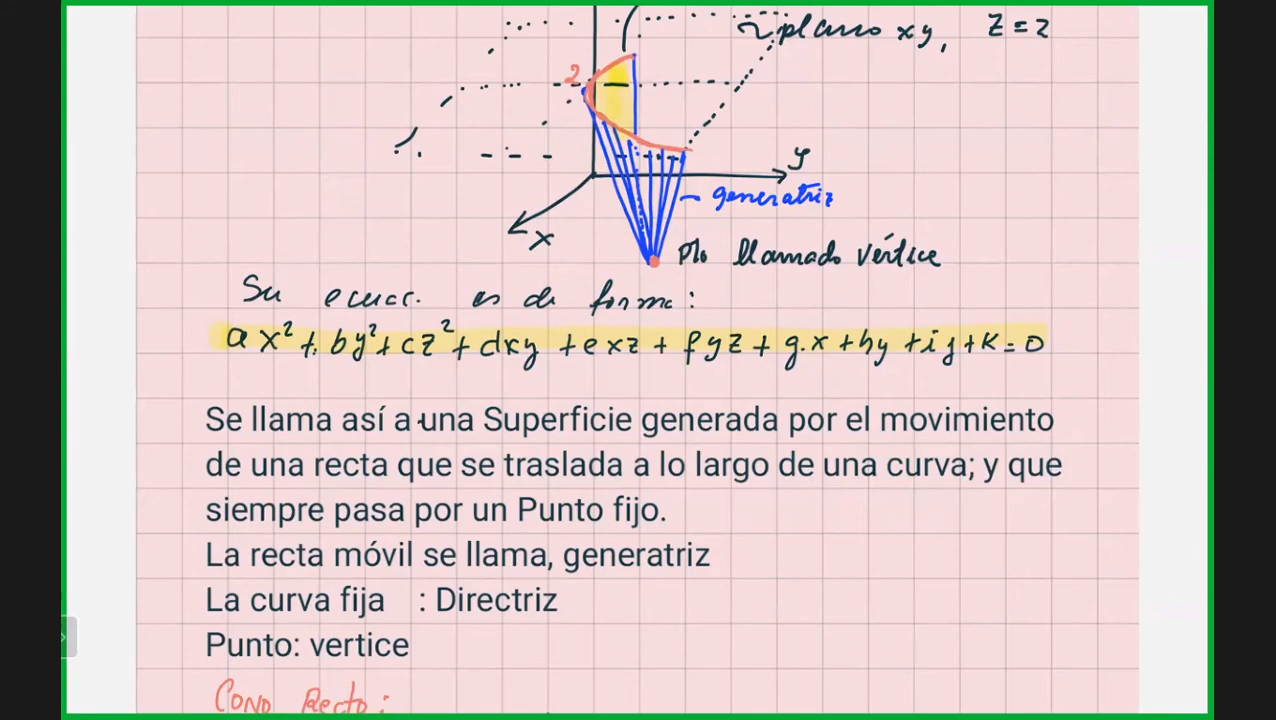 plano xy, z = 2
2
y
generatriz
x
pto llamado vértice
Su ecuac. es de forma:
ax² + by² + cz² + dxy + exz + fyz + g.x + hy + iz + K = 0
Se llama así a una Superficie generada por el movimiento
de una recta que se traslada a lo largo de una curva; y que
siempre pasa por un Punto fijo.
La recta móvil se llama, generatriz
La curva fija : Directriz
Punto: vertice
Cono Recto: